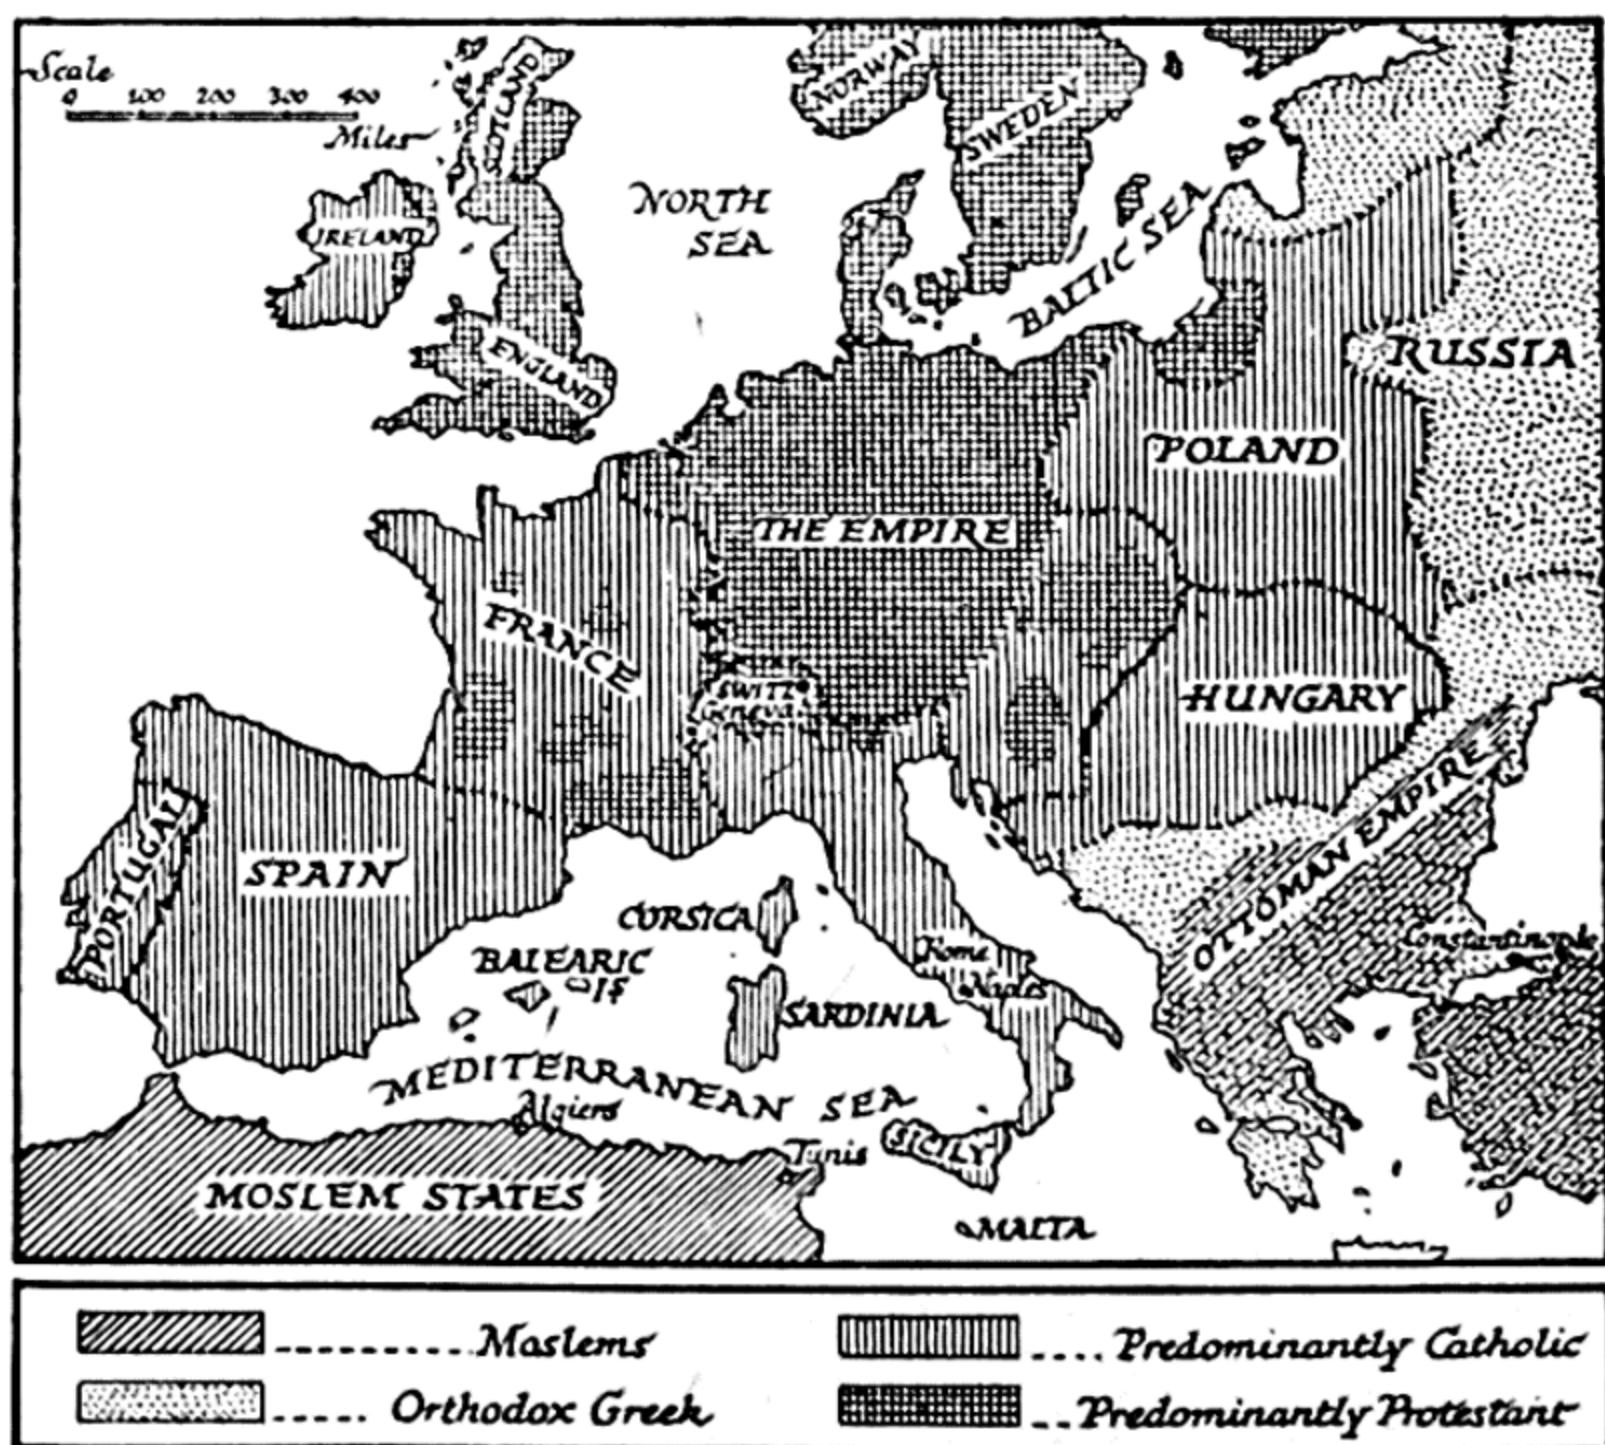 Scale
0 100 200 300 400
Miles
SCOTLAND
NORWAY
SWEDEN
NORTH
SEA
IRELAND
BALTIC SEA
ENGLAND
RUSSIA
POLAND
THE EMPIRE
FRANCE
SWITZ
Geneva
HUNGARY
PORTUGAL
SPAIN
OTTOMAN EMPIRE
CORSICA
Constantinople
BALEARIC
IS
Rome
Naples
SARDINIA
MEDITERRANEAN SEA
Algiers
Tunis
SICILY
MOSLEM STATES
MALTA
Moslems
Predominantly Catholic
Orthodox Greek
Predominantly Protestant